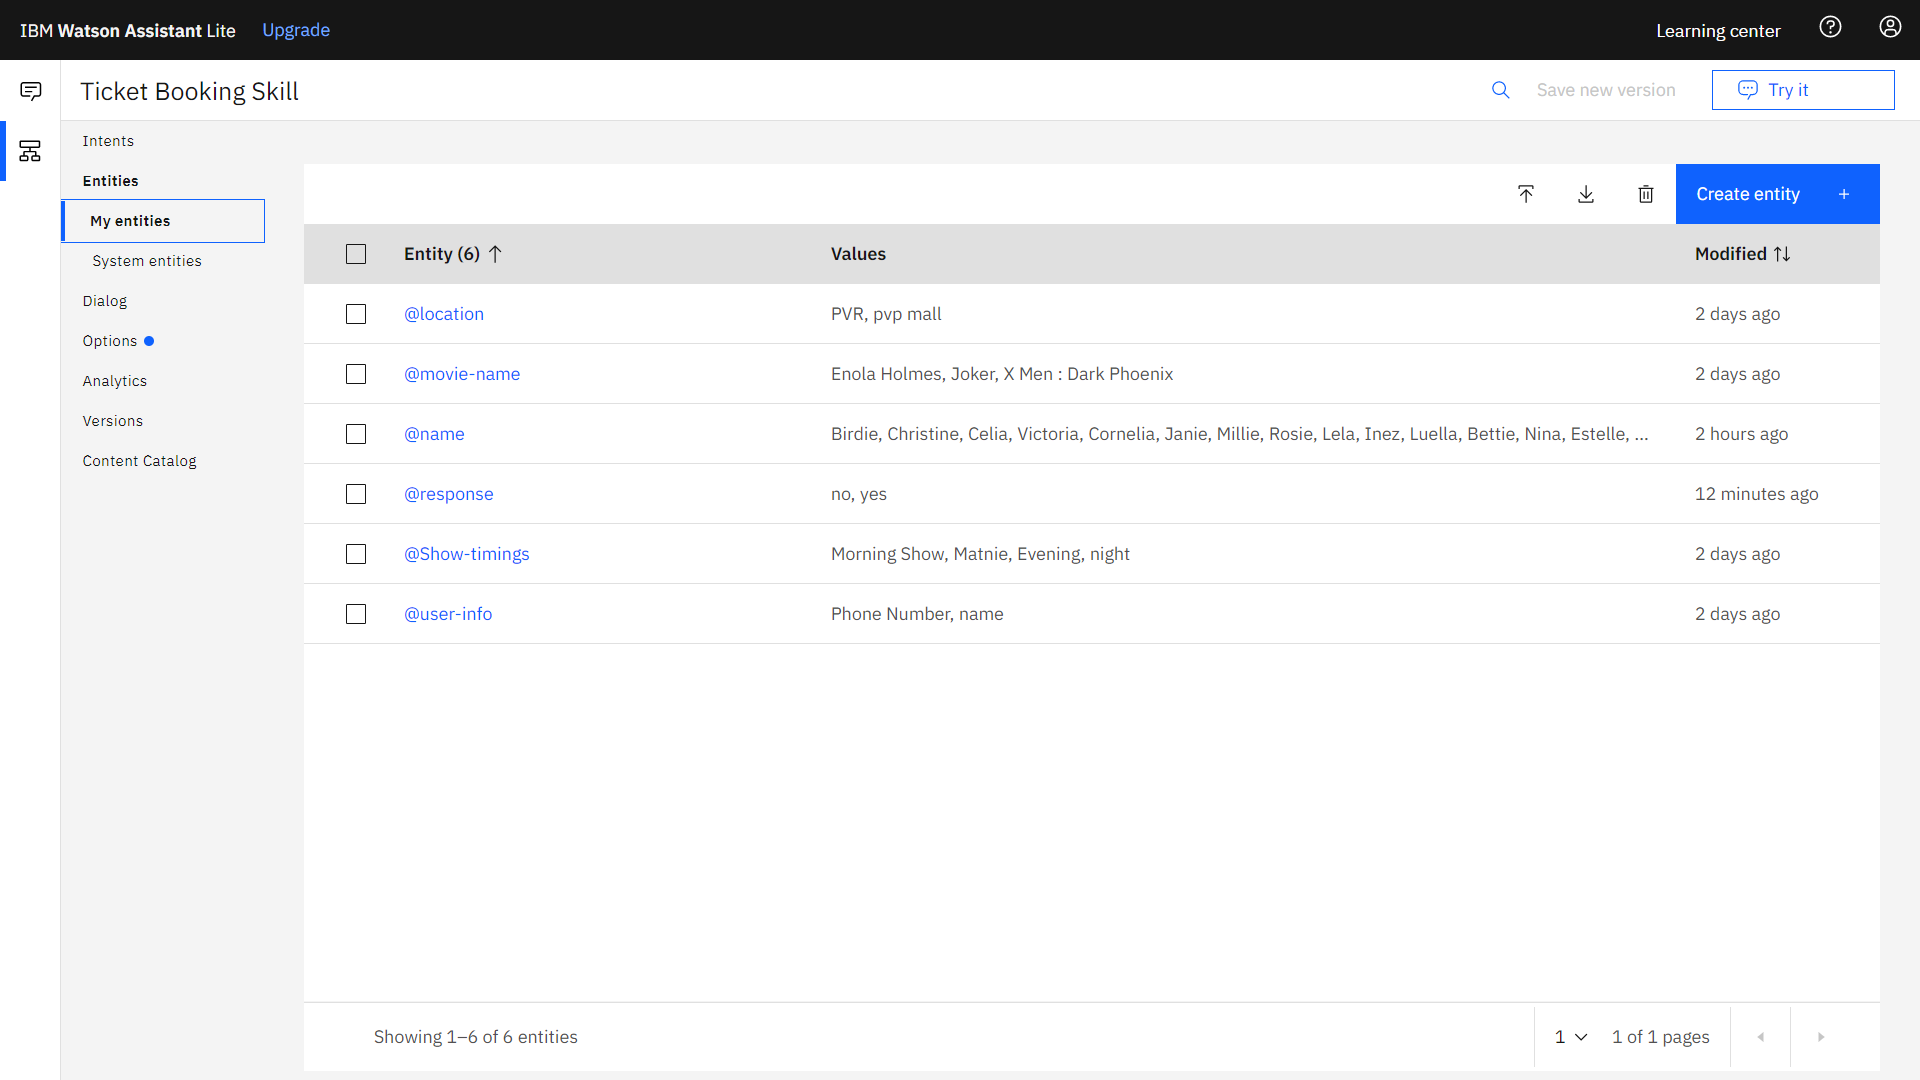 IBM Watson Assistant Lite Upgrade Learning center
Ticket Booking Skill Save new version Try it
Intents
Entities
My entities
System entities
Dialog
Options
Analytics
Versions
Content Catalog
Create entity +
Entity (6) Values Modified
@location PVR, pvp mall 2 days ago
@movie-name Enola Holmes, Joker, X Men : Dark Phoenix 2 days ago
@name Birdie, Christine, Celia, Victoria, Cornelia, Janie, Millie, Rosie, Lela, Inez, Luella, Bettie, Nina, Estelle, ... 2 hours ago
@response no, yes 12 minutes ago
@Show-timings Morning Show, Matnie, Evening, night 2 days ago
@user-info Phone Number, name 2 days ago
Showing 1–6 of 6 entities 1 1 of 1 pages